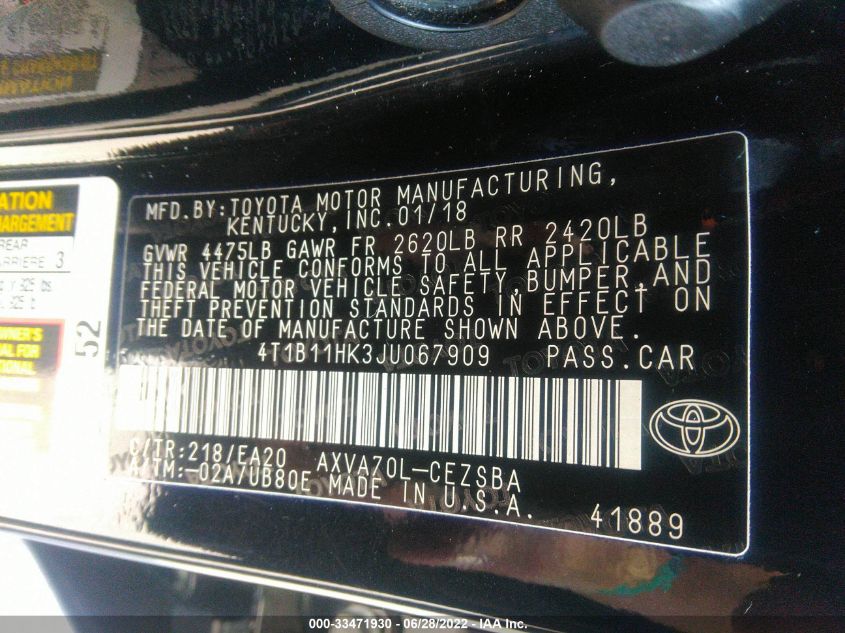 MFD.BY:TOYOTA MOTOR MANUFACTURING,
KENTUCKY,INC.01/18
GVWR 4475LB GAWR FR 2620LB RR 2420LB
THIS VEHICLE CONFORMS TO ALL APPLICABLE
FEDERAL MOTOR VEHICLE SAFETY,BUMPER,AND
THEFT PREVENTION STANDARDS IN EFFECT ON
THE DATE OF MANUFACTURE SHOWN ABOVE.
4T1B11HK3JU067909 PASS.CAR
C/TR:218/EA20 AXVA70L-CEZSBA
A/TM:-02A/UB80E MADE IN U.S.A.
41889
REAR
3
52
000-33471930 - 06/28/2022 - IAA Inc.